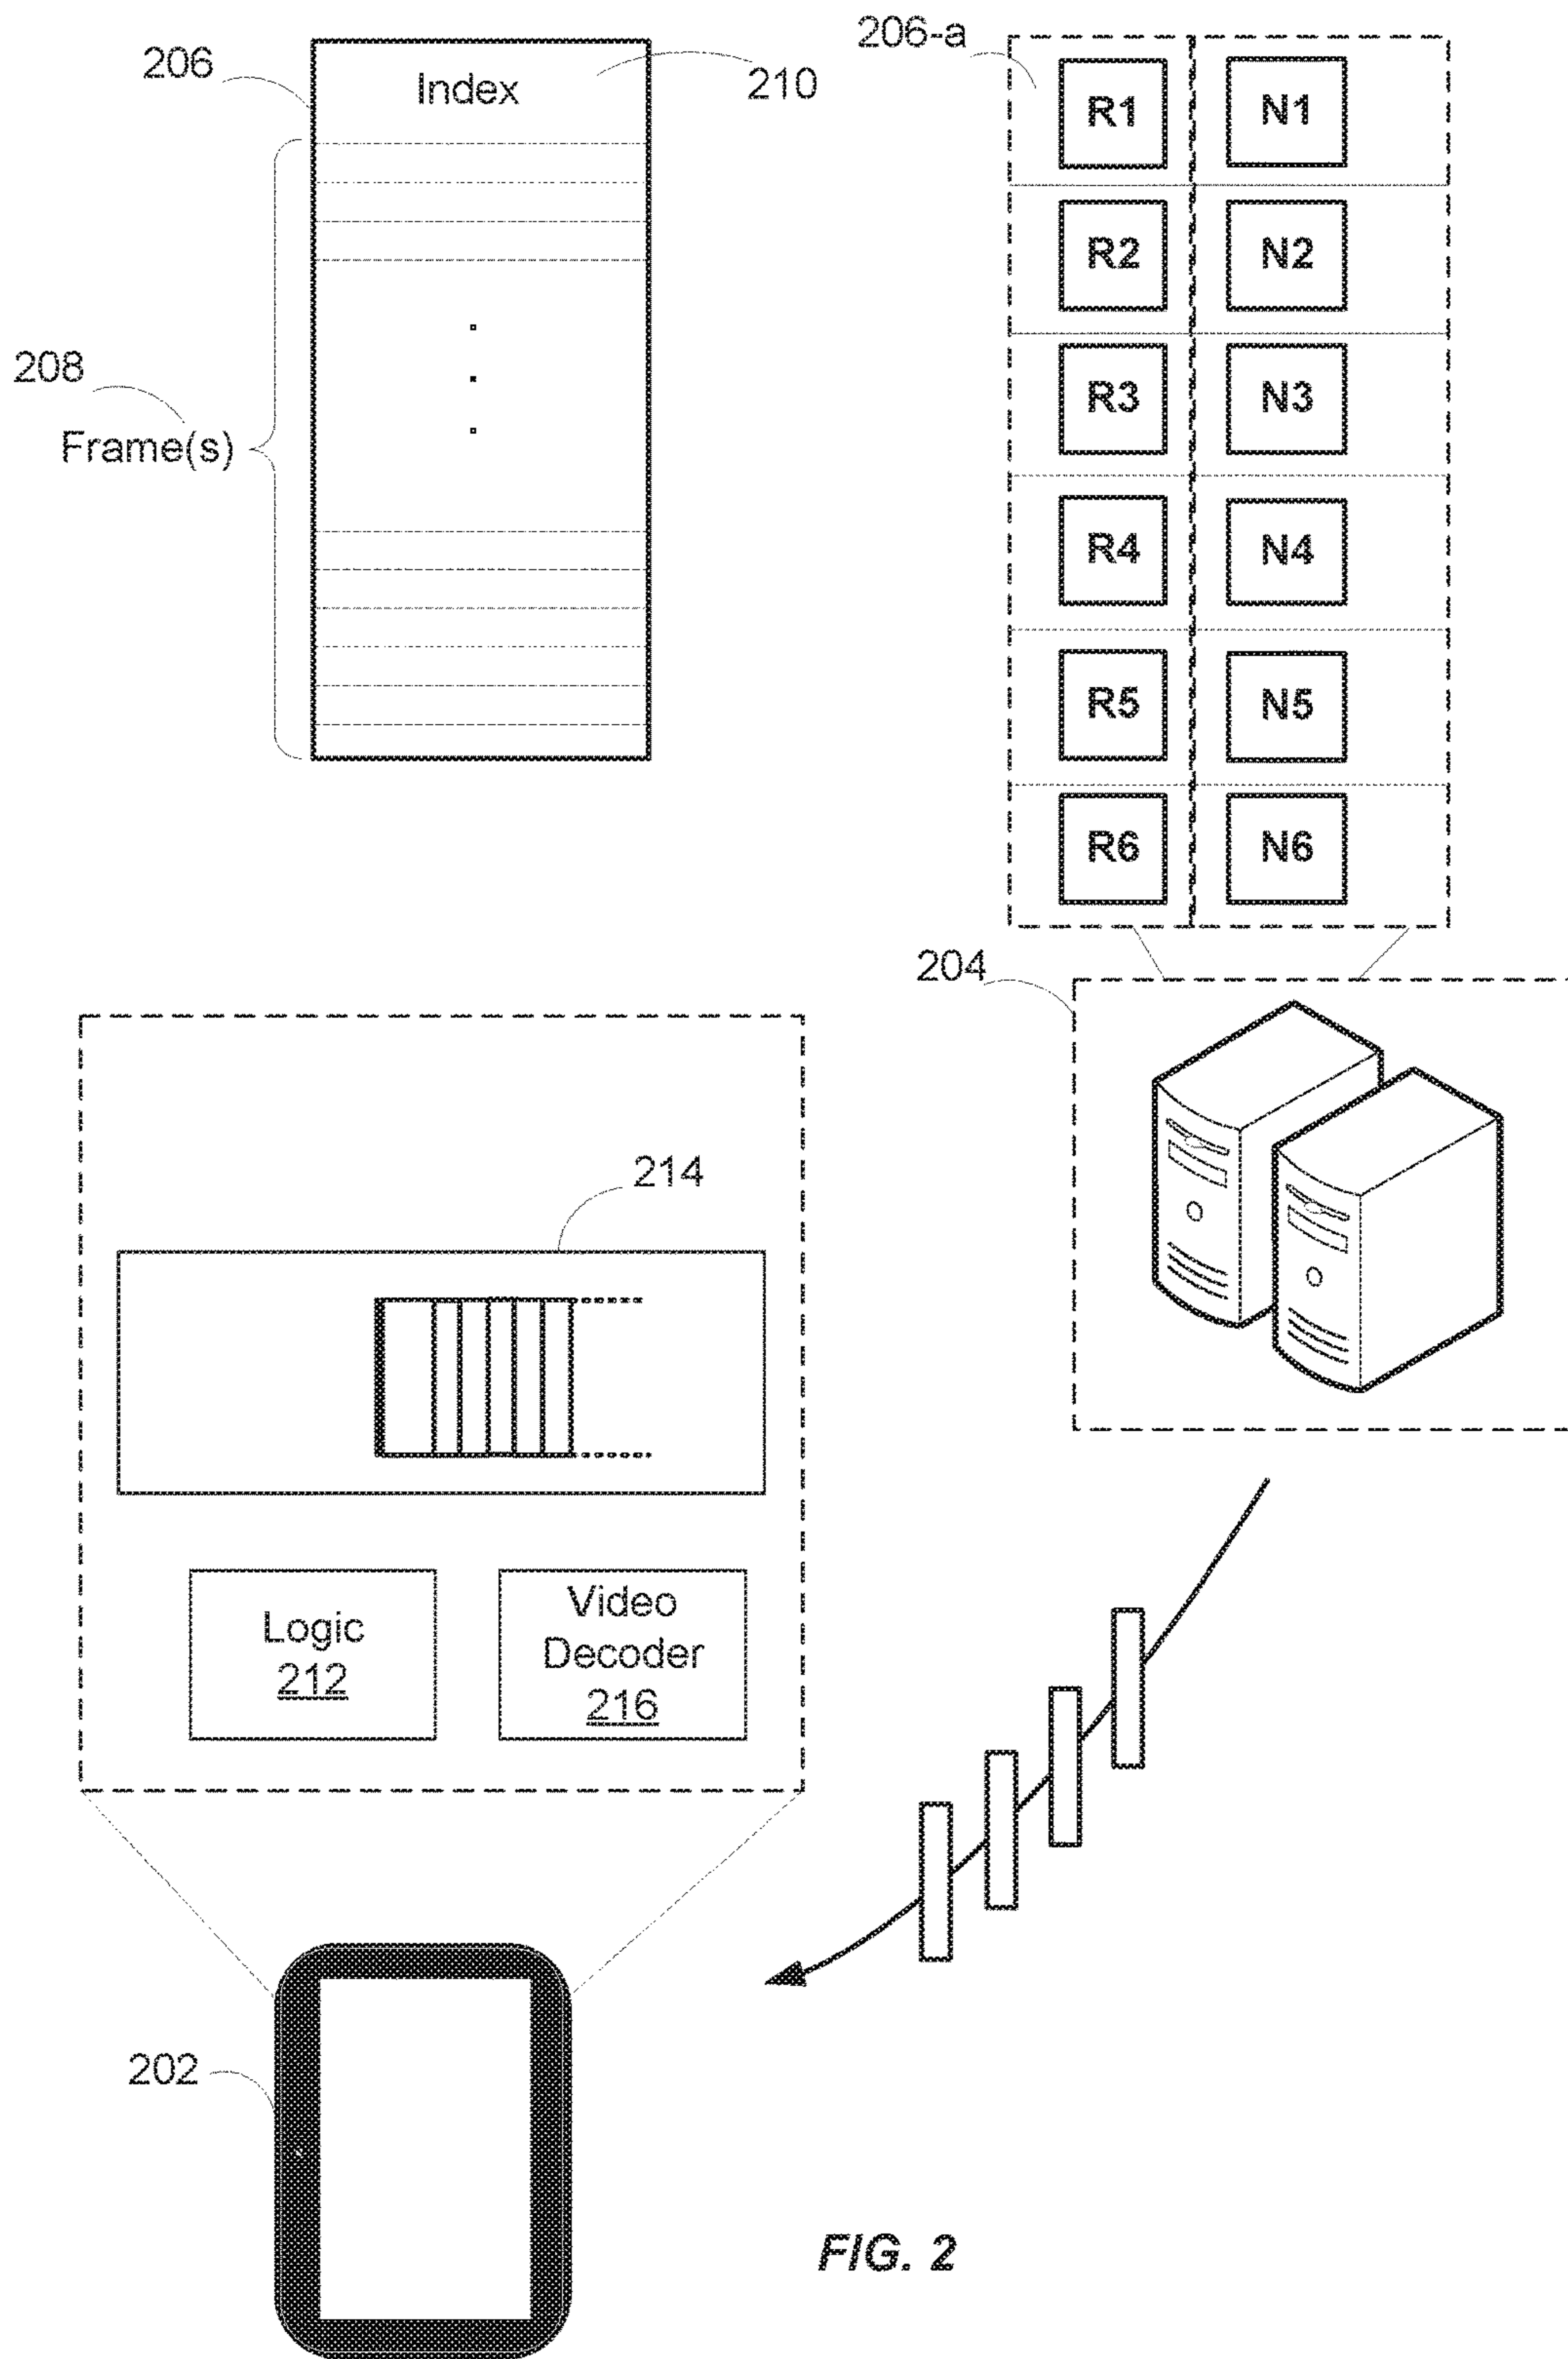 206
Index
210
208
Frame(s)
206-a
R1
N1
R2
N2
R3
N3
R4
N4
R5
N5
R6
N6
204
214
Logic
212
Video
Decoder
216
202
FIG. 2